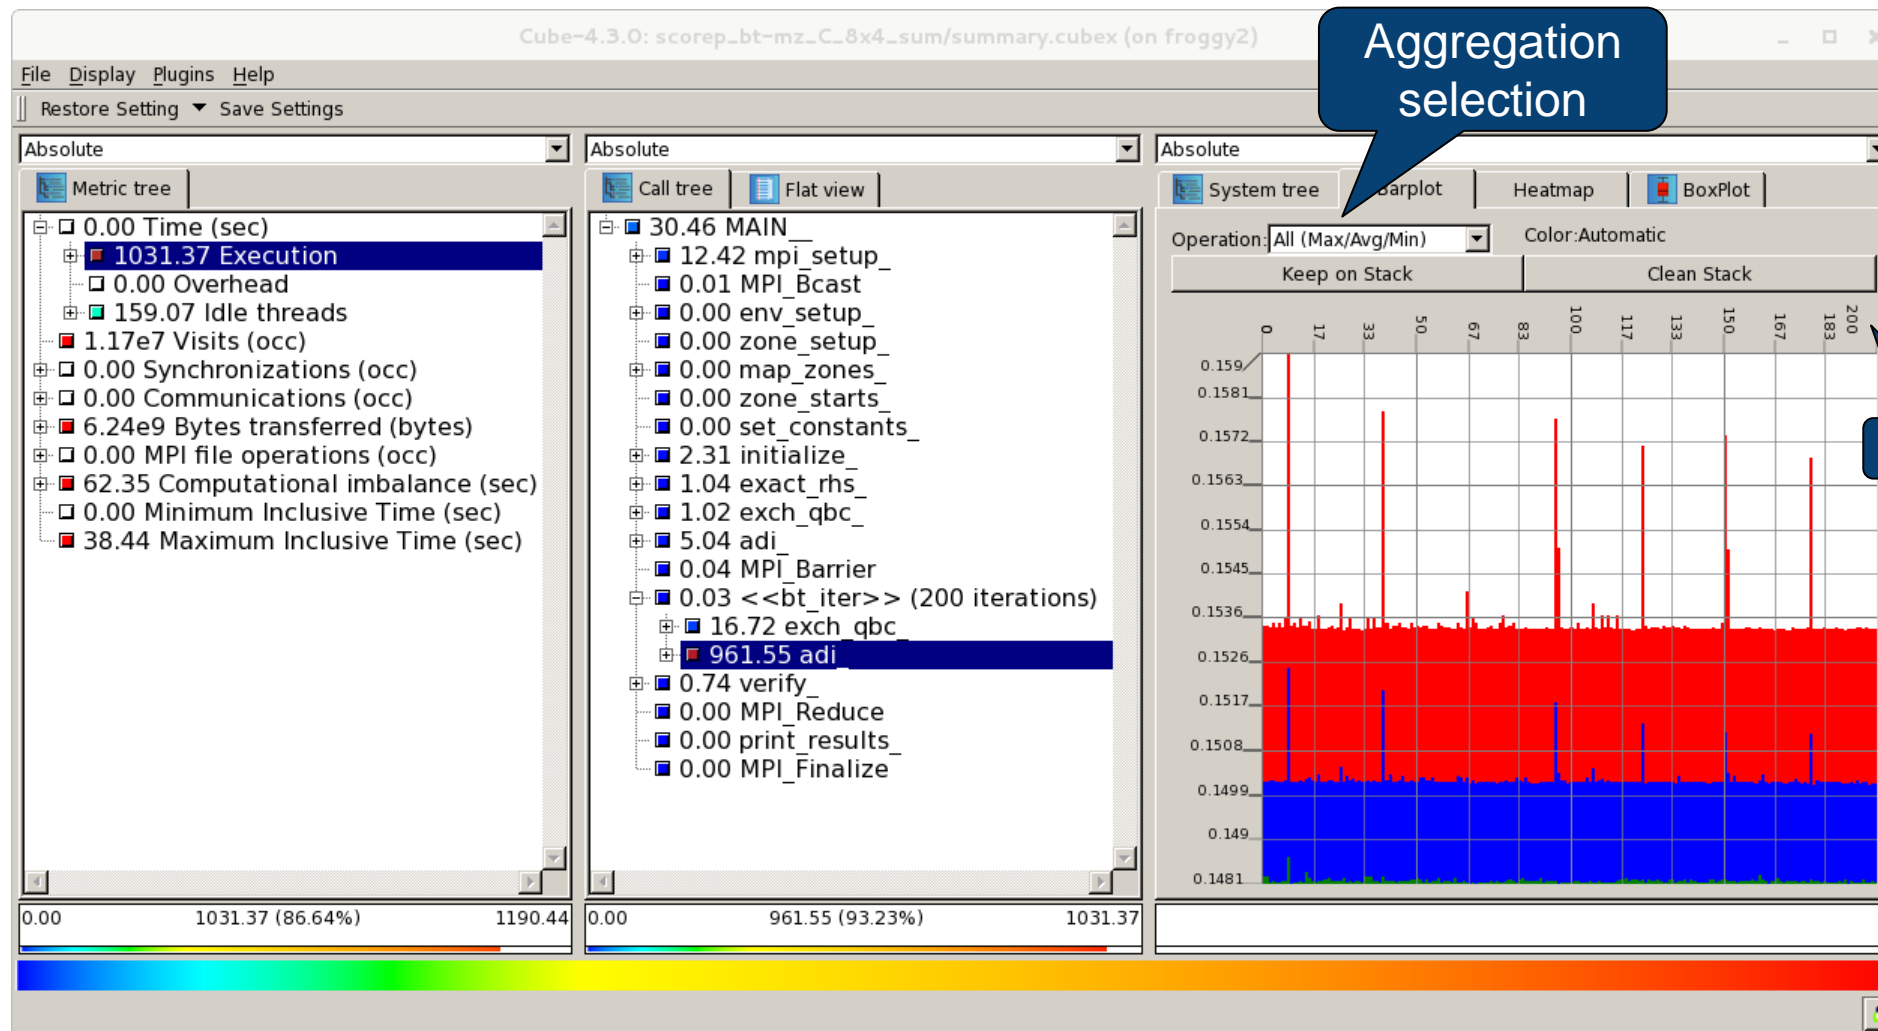 Cube-4.3.0: scorep_bt-mz_C_8x4_sum/summary.cubex (on froggy2)
Aggregation
selection
File Display Plugins Help
Restore Setting Save Settings
Absolute
Metric tree
0.00 Time (sec)
1031.37 Execution
0.00 Overhead
159.07 Idle threads
1.17e7 Visits (occ)
0.00 Synchronizations (occ)
0.00 Communications (occ)
6.24e9 Bytes transferred (bytes)
0.00 MPI file operations (occ)
62.35 Computational imbalance (sec)
0.00 Minimum Inclusive Time (sec)
38.44 Maximum Inclusive Time (sec)
0.00 1031.37 (86.64%) 1190.44
Absolute
Call tree Flat view
30.46 MAIN__
12.42 mpi_setup_
0.01 MPI_Bcast
0.00 env_setup_
0.00 zone_setup_
0.00 map_zones_
0.00 zone_starts_
0.00 set_constants_
2.31 initialize_
1.04 exact_rhs_
1.02 exch_qbc_
5.04 adi_
0.04 MPI_Barrier
0.03 <<bt_iter>> (200 iterations)
16.72 exch_qbc_
961.55 adi_
0.74 verify_
0.00 MPI_Reduce
0.00 print_results_
0.00 MPI_Finalize
0.00 961.55 (93.23%) 1031.37
Absolute
System tree Barplot Heatmap BoxPlot
Operation: All (Max/Avg/Min) Color:Automatic
Keep on Stack Clean Stack
0 17 33 50 67 83 100 117 133 150 167 183 200
0.159
0.1581
0.1572
0.1563
0.1554
0.1545
0.1536
0.1526
0.1517
0.1508
0.1499
0.149
0.1481